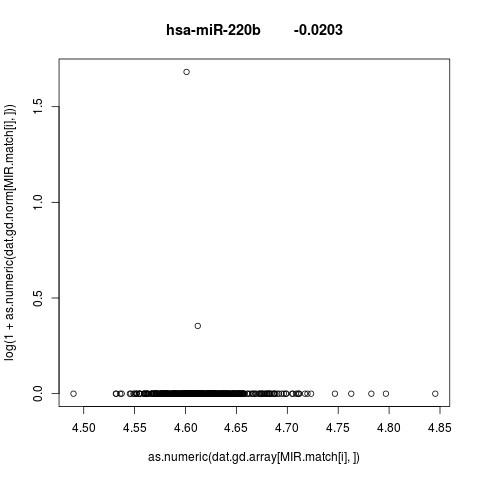 hsa-miR-220b -0.0203
log(1 + as.numeric(dat.gd.norm[MIR.match[i], ]))
1.5
1.0
0.5
0.0
4.50 4.55 4.60 4.65 4.70 4.75 4.80 4.85
as.numeric(dat.gd.array[MIR.match[i], ])